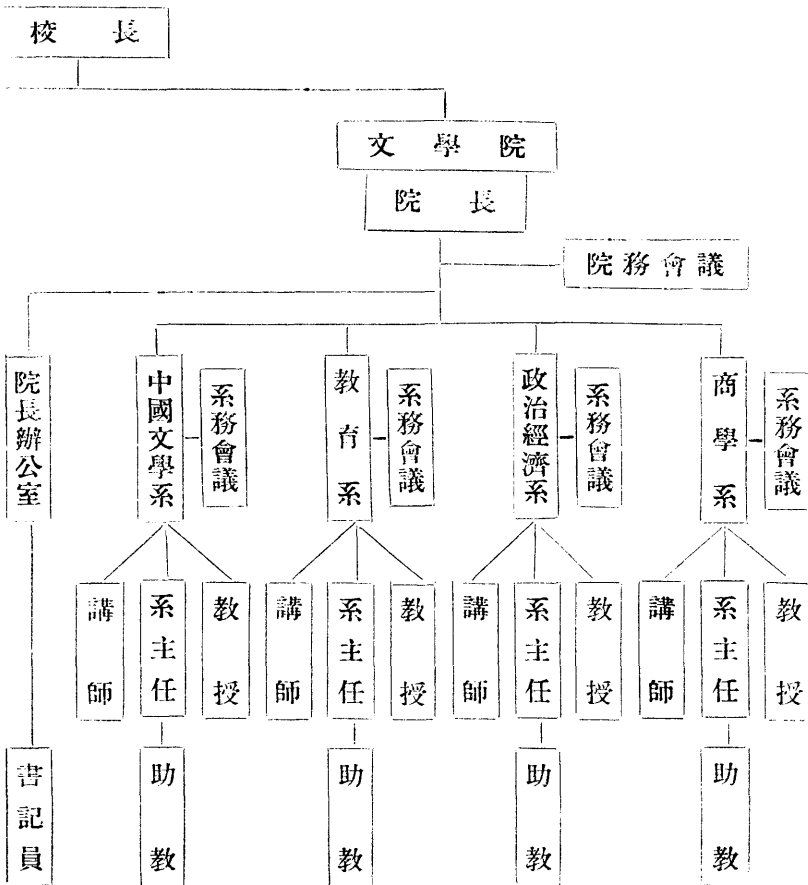 校長
文學院
院長
院務會議
院長辦公室
中國文學系
系務會議
教育系
系務會議
政治經濟系
系務會議
商學系
系務會議
講師
系主任
教授
講師
系主任
教授
講師
系主任
教授
講師
系主任
教授
書記員
助教
助教
助教
助教